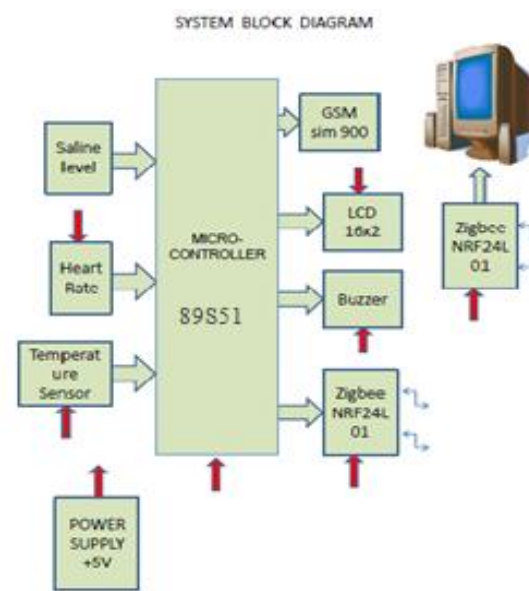 SYSTEM BLOCK DIAGRAM
Saline
level
Heart
Rate
Temperat
ure
Sensor
POWER
SUPPLY
+5V
MICRO-
CONTROLLER
89S51
GSM
sim 900
LCD
16x2
Buzzer
Zigbee
NRF24L
01
Zigbee
NRF24L
01